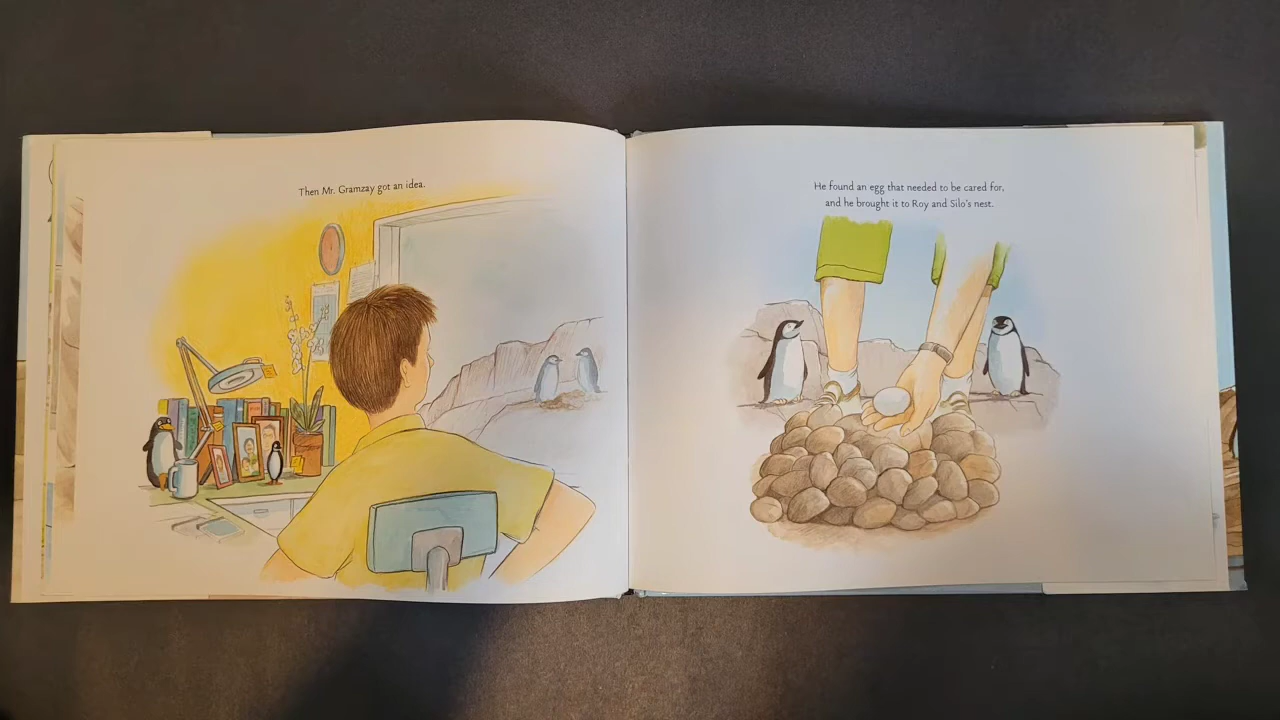 Then Mr. Gramzay got an idea.
He found an egg that needed to be cared for,
and he brought it to Roy and Silo's nest.